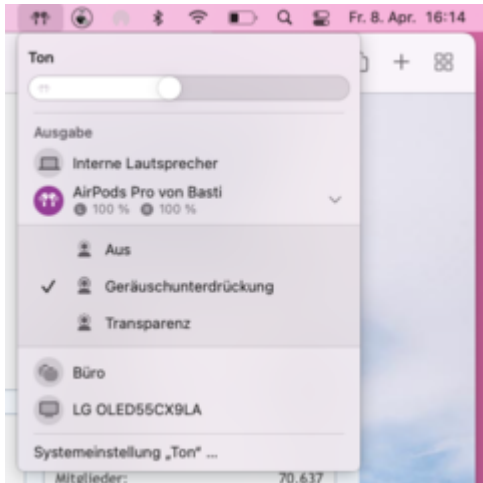 Fr. 8. Apr. 16:14
Ton
Ausgabe
Interne Lautsprecher
AirPods Pro von Basti
L 100 % R 100 %
Aus
Geräuschunterdrückung
Transparenz
Büro
LG OLED55CX9LA
Systemeinstellung „Ton“ ...
Mitglieder: 70.637